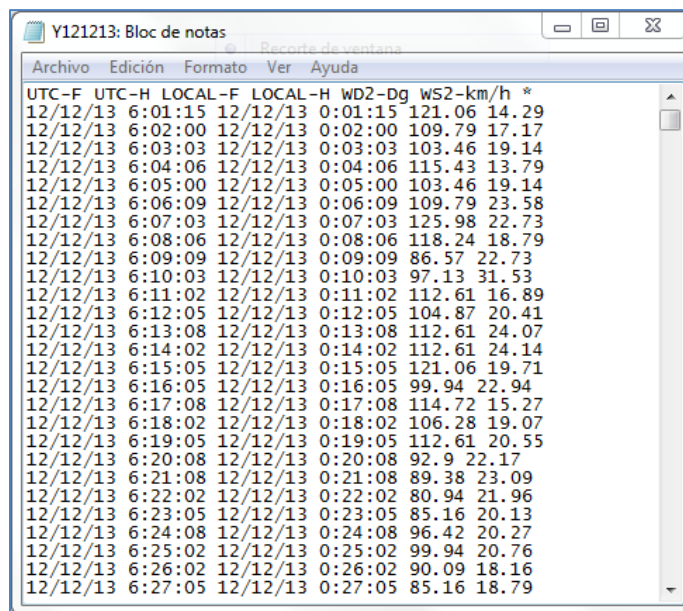 Y121213: Bloc de notas
Recorte de ventana
Archivo Edición Formato Ver Ayuda
UTC-F UTC-H LOCAL-F LOCAL-H WD2-Dg WS2-km/h *
12/12/13 6:01:15 12/12/13 0:01:15 121.06 14.29
12/12/13 6:02:00 12/12/13 0:02:00 109.79 17.17
12/12/13 6:03:03 12/12/13 0:03:03 103.46 19.14
12/12/13 6:04:06 12/12/13 0:04:06 115.43 13.79
12/12/13 6:05:00 12/12/13 0:05:00 103.46 19.14
12/12/13 6:06:09 12/12/13 0:06:09 109.79 23.58
12/12/13 6:07:03 12/12/13 0:07:03 125.98 22.73
12/12/13 6:08:06 12/12/13 0:08:06 118.24 18.79
12/12/13 6:09:09 12/12/13 0:09:09 86.57 22.73
12/12/13 6:10:03 12/12/13 0:10:03 97.13 31.53
12/12/13 6:11:02 12/12/13 0:11:02 112.61 16.89
12/12/13 6:12:05 12/12/13 0:12:05 104.87 20.41
12/12/13 6:13:08 12/12/13 0:13:08 112.61 24.07
12/12/13 6:14:02 12/12/13 0:14:02 112.61 24.14
12/12/13 6:15:05 12/12/13 0:15:05 121.06 19.71
12/12/13 6:16:05 12/12/13 0:16:05 99.94 22.94
12/12/13 6:17:08 12/12/13 0:17:08 114.72 15.27
12/12/13 6:18:02 12/12/13 0:18:02 106.28 19.07
12/12/13 6:19:05 12/12/13 0:19:05 112.61 20.55
12/12/13 6:20:08 12/12/13 0:20:08 92.9 22.17
12/12/13 6:21:08 12/12/13 0:21:08 89.38 23.09
12/12/13 6:22:02 12/12/13 0:22:02 80.94 21.96
12/12/13 6:23:05 12/12/13 0:23:05 85.16 20.13
12/12/13 6:24:08 12/12/13 0:24:08 96.42 20.27
12/12/13 6:25:02 12/12/13 0:25:02 99.94 20.76
12/12/13 6:26:02 12/12/13 0:26:02 90.09 18.16
12/12/13 6:27:05 12/12/13 0:27:05 85.16 18.79